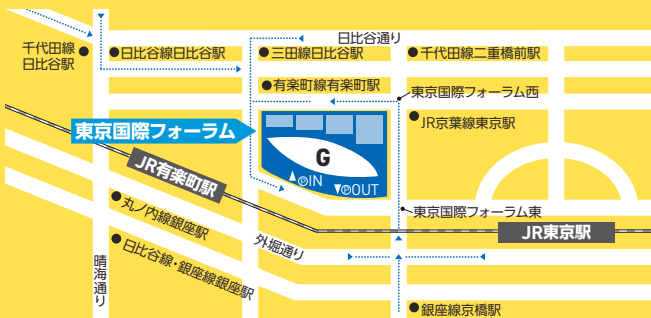 日比谷通り
千代田線
日比谷駅
日比谷線日比谷駅
三田線日比谷駅
千代田線二重橋前駅
有楽町線有楽町駅
東京国際フォーラム西
JR京葉線東京駅
東京国際フォーラム
G
JR有楽町駅
▲ⓅIN
▼ⓅOUT
丸ノ内線銀座駅
東京国際フォーラム東
JR東京駅
外堀通り
日比谷線・銀座線銀座駅
晴海通り
銀座線京橋駅